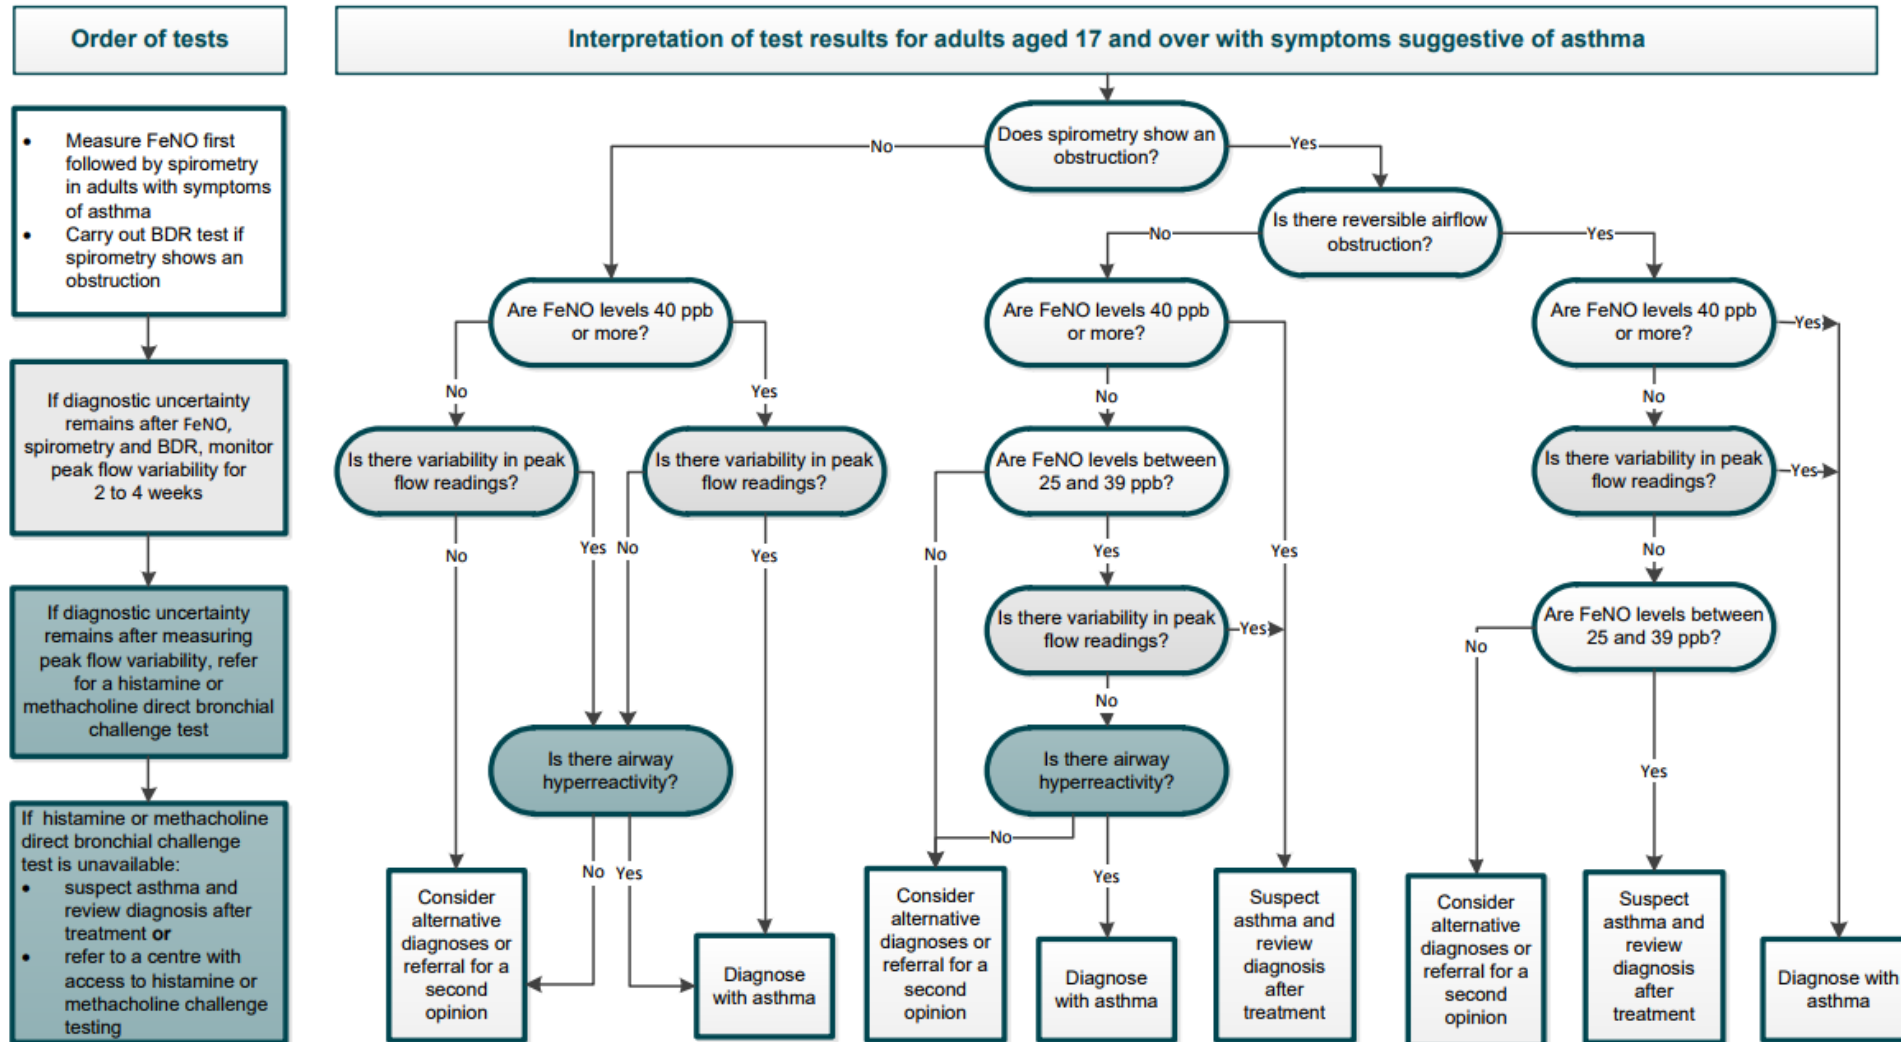 Order of tests
Interpretation of test results for adults aged 17 and over with symptoms suggestive of asthma
• Measure FeNO first
followed by spirometry
in adults with symptoms
of asthma
• Carry out BDR test if
spirometry shows an
obstruction
If diagnostic uncertainty
remains after FeNO,
spirometry and BDR, monitor
peak flow variability for
2 to 4 weeks
If diagnostic uncertainty
remains after measuring
peak flow variability, refer
for a histamine or
methacholine direct bronchial
challenge test
If histamine or methacholine
direct bronchial challenge
test is unavailable:
• suspect asthma and
review diagnosis after
treatment or
• refer to a centre with
access to histamine or
methacholine challenge
testing
Does spirometry show an
obstruction?
No
Yes
Is there reversible airflow
obstruction?
No
Yes
Are FeNO levels 40 ppb
or more?
No
Yes
Is there variability in peak
flow readings?
No
Yes
Is there variability in peak
flow readings?
No
Yes
Is there airway
hyperreactivity?
No
Yes
Consider
alternative
diagnoses or
referral for a
second
opinion
Diagnose
with asthma
Are FeNO levels 40 ppb
or more?
No
Yes
Are FeNO levels between
25 and 39 ppb?
No
Yes
Is there variability in peak
flow readings?
Yes
No
Is there airway
hyperreactivity?
No
Yes
Consider
alternative
diagnoses or
referral for a
second
opinion
Diagnose
with asthma
Suspect
asthma and
review
diagnosis
after
treatment
Are FeNO levels 40 ppb
or more?
Yes
No
Is there variability in peak
flow readings?
Yes
No
Are FeNO levels between
25 and 39 ppb?
No
Yes
Consider
alternative
diagnoses or
referral for a
second
opinion
Suspect
asthma and
review
diagnosis
after
treatment
Diagnose with
asthma